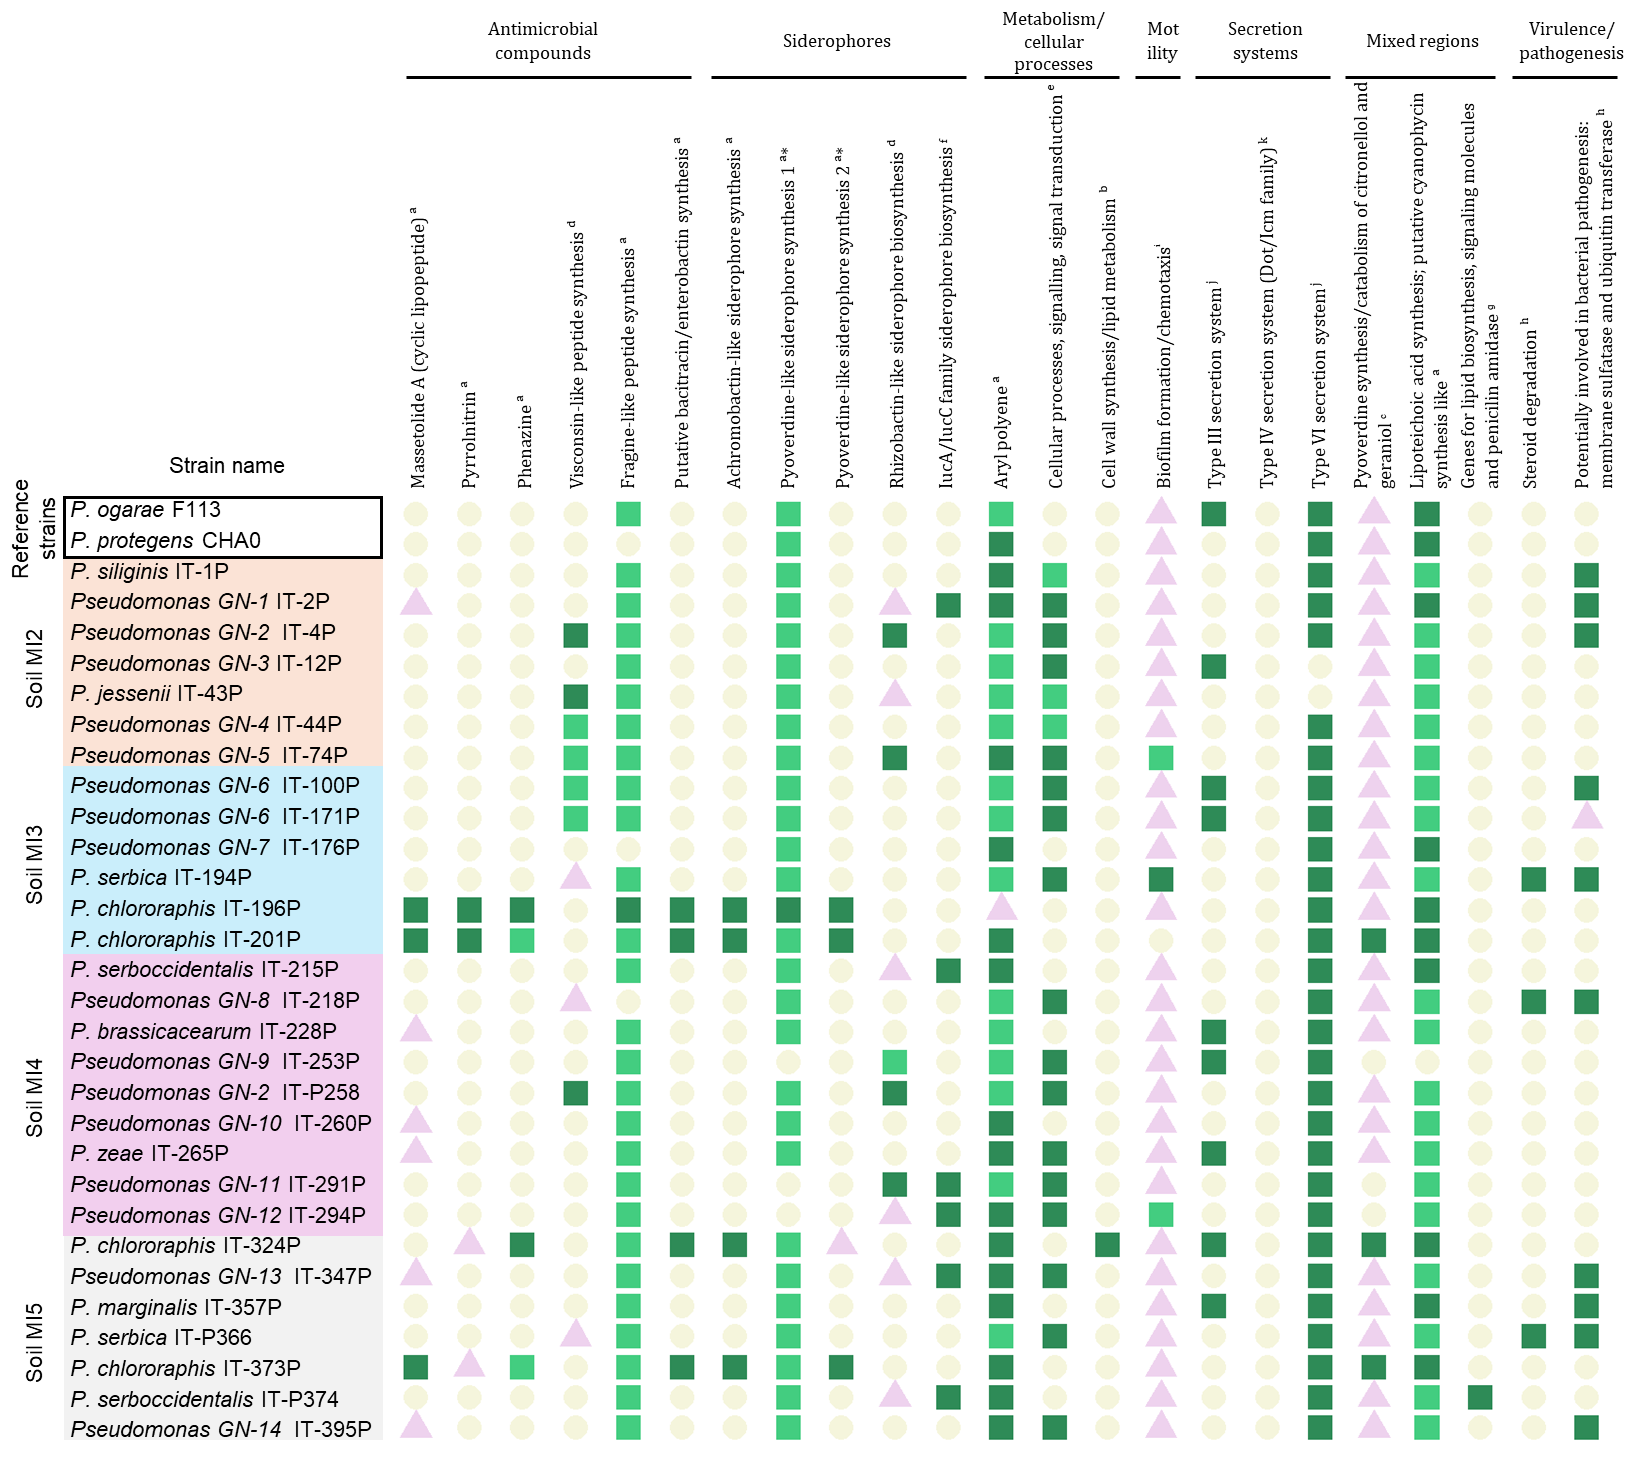 Antimicrobial
compounds
Siderophores
Metabolism/
cellular
processes
Mot
ility
Secretion
systems
Mixed regions
Virulence/
pathogenesis
Massetolide A (cyclic lipopeptide) a
Pyrrolnitrin a
Phenazine a
Visconsin-like peptide synthesis d
Fragine-like peptide synthesis a
Putative bacitracin/enterobactin synthesis a
Achromobactin-like siderophore synthesis a
Pyoverdine-like siderophore synthesis 1 a*
Pyoverdine-like siderophore synthesis 2 a*
Rhizobactin-like siderophore biosynthesis d
IucA/IucC family siderophore biosynthesis f
Aryl polyene a
Cellular processes, signalling, signal transduction e
Cell wall synthesis/lipid metabolism b
Biofilm formation/chemotaxis i
Type III secretion system j
Type IV secretion system (Dot/Icm family) k
Type VI secretion system j
Pyoverdine synthesis/catabolism of citronellol and
geraniol c
Lipoteichoic acid synthesis; putative cyanophycin
synthesis like a
Genes for lipid biosynthesis, signaling molecules
and penicilin amidase g
Steroid degradation h
Potentially involved in bacterial pathogenesis:
membrane sulfatase and ubiquitin transferase h
Strain name
Reference
strains
P. ogarae F113
P. protegens CHA0
Soil MI2
P. siliginis IT-1P
Pseudomonas GN-1 IT-2P
Pseudomonas GN-2 IT-4P
Pseudomonas GN-3 IT-12P
P. jessenii IT-43P
Pseudomonas GN-4 IT-44P
Pseudomonas GN-5 IT-74P
Soil MI3
Pseudomonas GN-6 IT-100P
Pseudomonas GN-6 IT-171P
Pseudomonas GN-7 IT-176P
P. serbica IT-194P
P. chlororaphis IT-196P
P. chlororaphis IT-201P
Soil MI4
P. serboccidentalis IT-215P
Pseudomonas GN-8 IT-218P
P. brassicacearum IT-228P
Pseudomonas GN-9 IT-253P
Pseudomonas GN-2 IT-P258
Pseudomonas GN-10 IT-260P
P. zeae IT-265P
Pseudomonas GN-11 IT-291P
Pseudomonas GN-12 IT-294P
Soil MI5
P. chlororaphis IT-324P
Pseudomonas GN-13 IT-347P
P. marginalis IT-357P
P. serbica IT-P366
P. chlororaphis IT-373P
P. serboccidentalis IT-P374
Pseudomonas GN-14 IT-395P